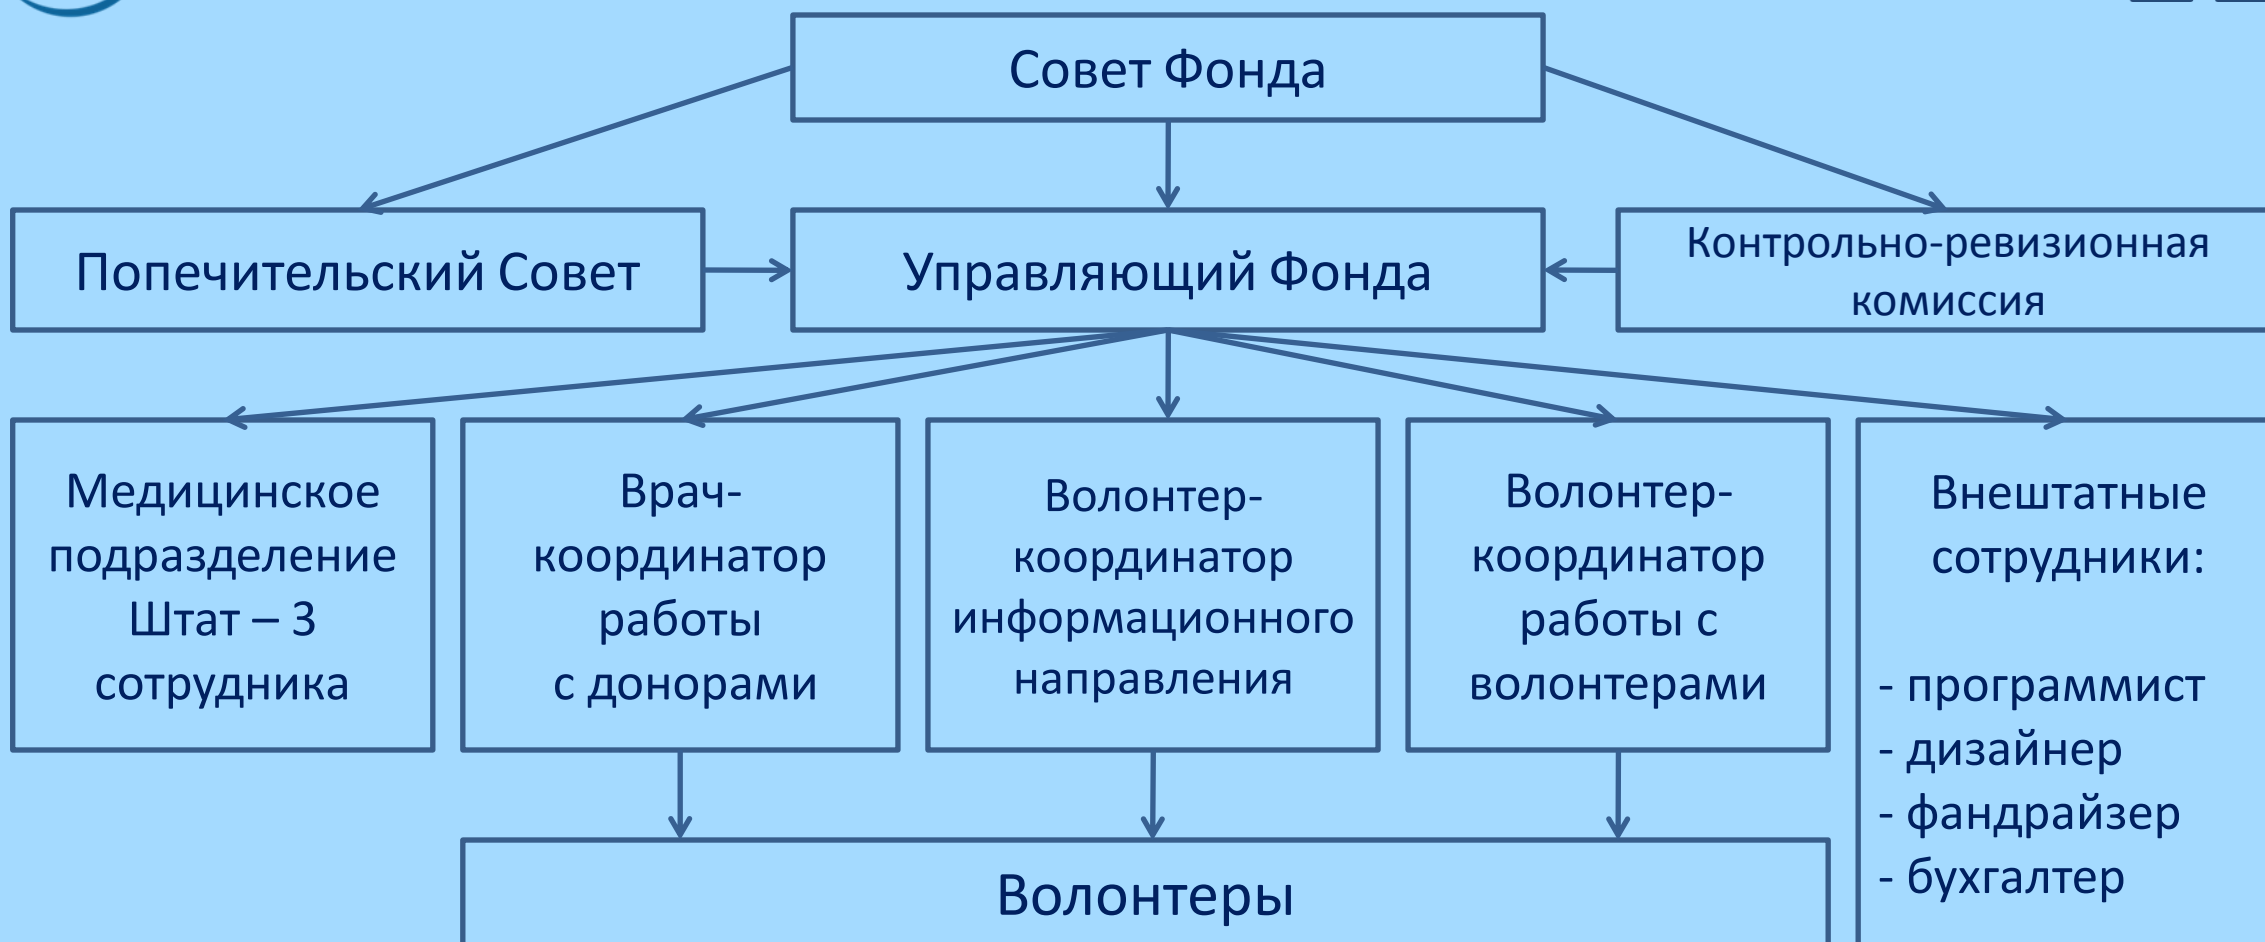 Совет Фонда
Попечительский Совет
Управляющий Фонда
Контрольно-ревизионная
комиссия
Медицинское
подразделение
Штат – 3
сотрудника
Врач-
координатор
работы
с донорами
Волонтер-
координатор
информационного
направления
Волонтер-
координатор
работы с
волонтерами
Внештатные
сотрудники:
- программист
- дизайнер
- фандрайзер
- бухгалтер
Волонтеры